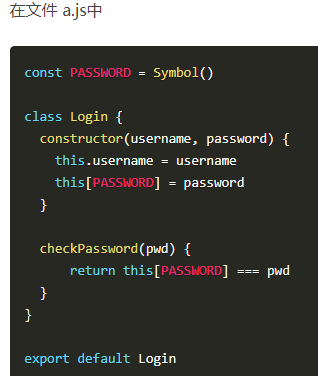 在文件 a.js中
const PASSWORD = Symbol()
class Login {
constructor(username, password) {
this.username = username
this[PASSWORD] = password
}
checkPassword(pwd) {
return this[PASSWORD] === pwd
}
}
export default Login